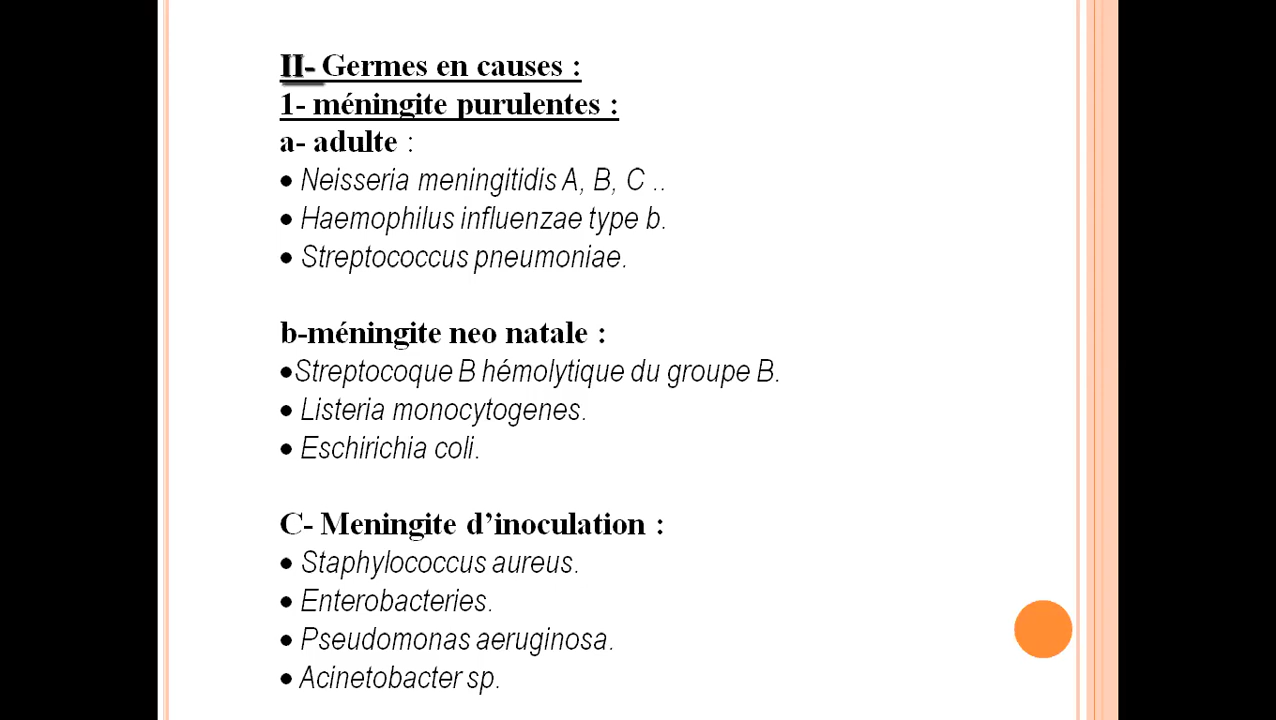 II- Germes en causes :
1- méningite purulentes :
a- adulte :
• Neisseria meningitidis A, B, C ..
• Haemophilus influenzae type b.
• Streptococcus pneumoniae.
b-méningite neo natale :
•Streptocoque B hémolytique du groupe B.
• Listeria monocytogenes.
• Eschirichia coli.
C- Meningite d’inoculation :
• Staphylococcus aureus.
• Enterobacteries.
• Pseudomonas aeruginosa.
• Acinetobacter sp.